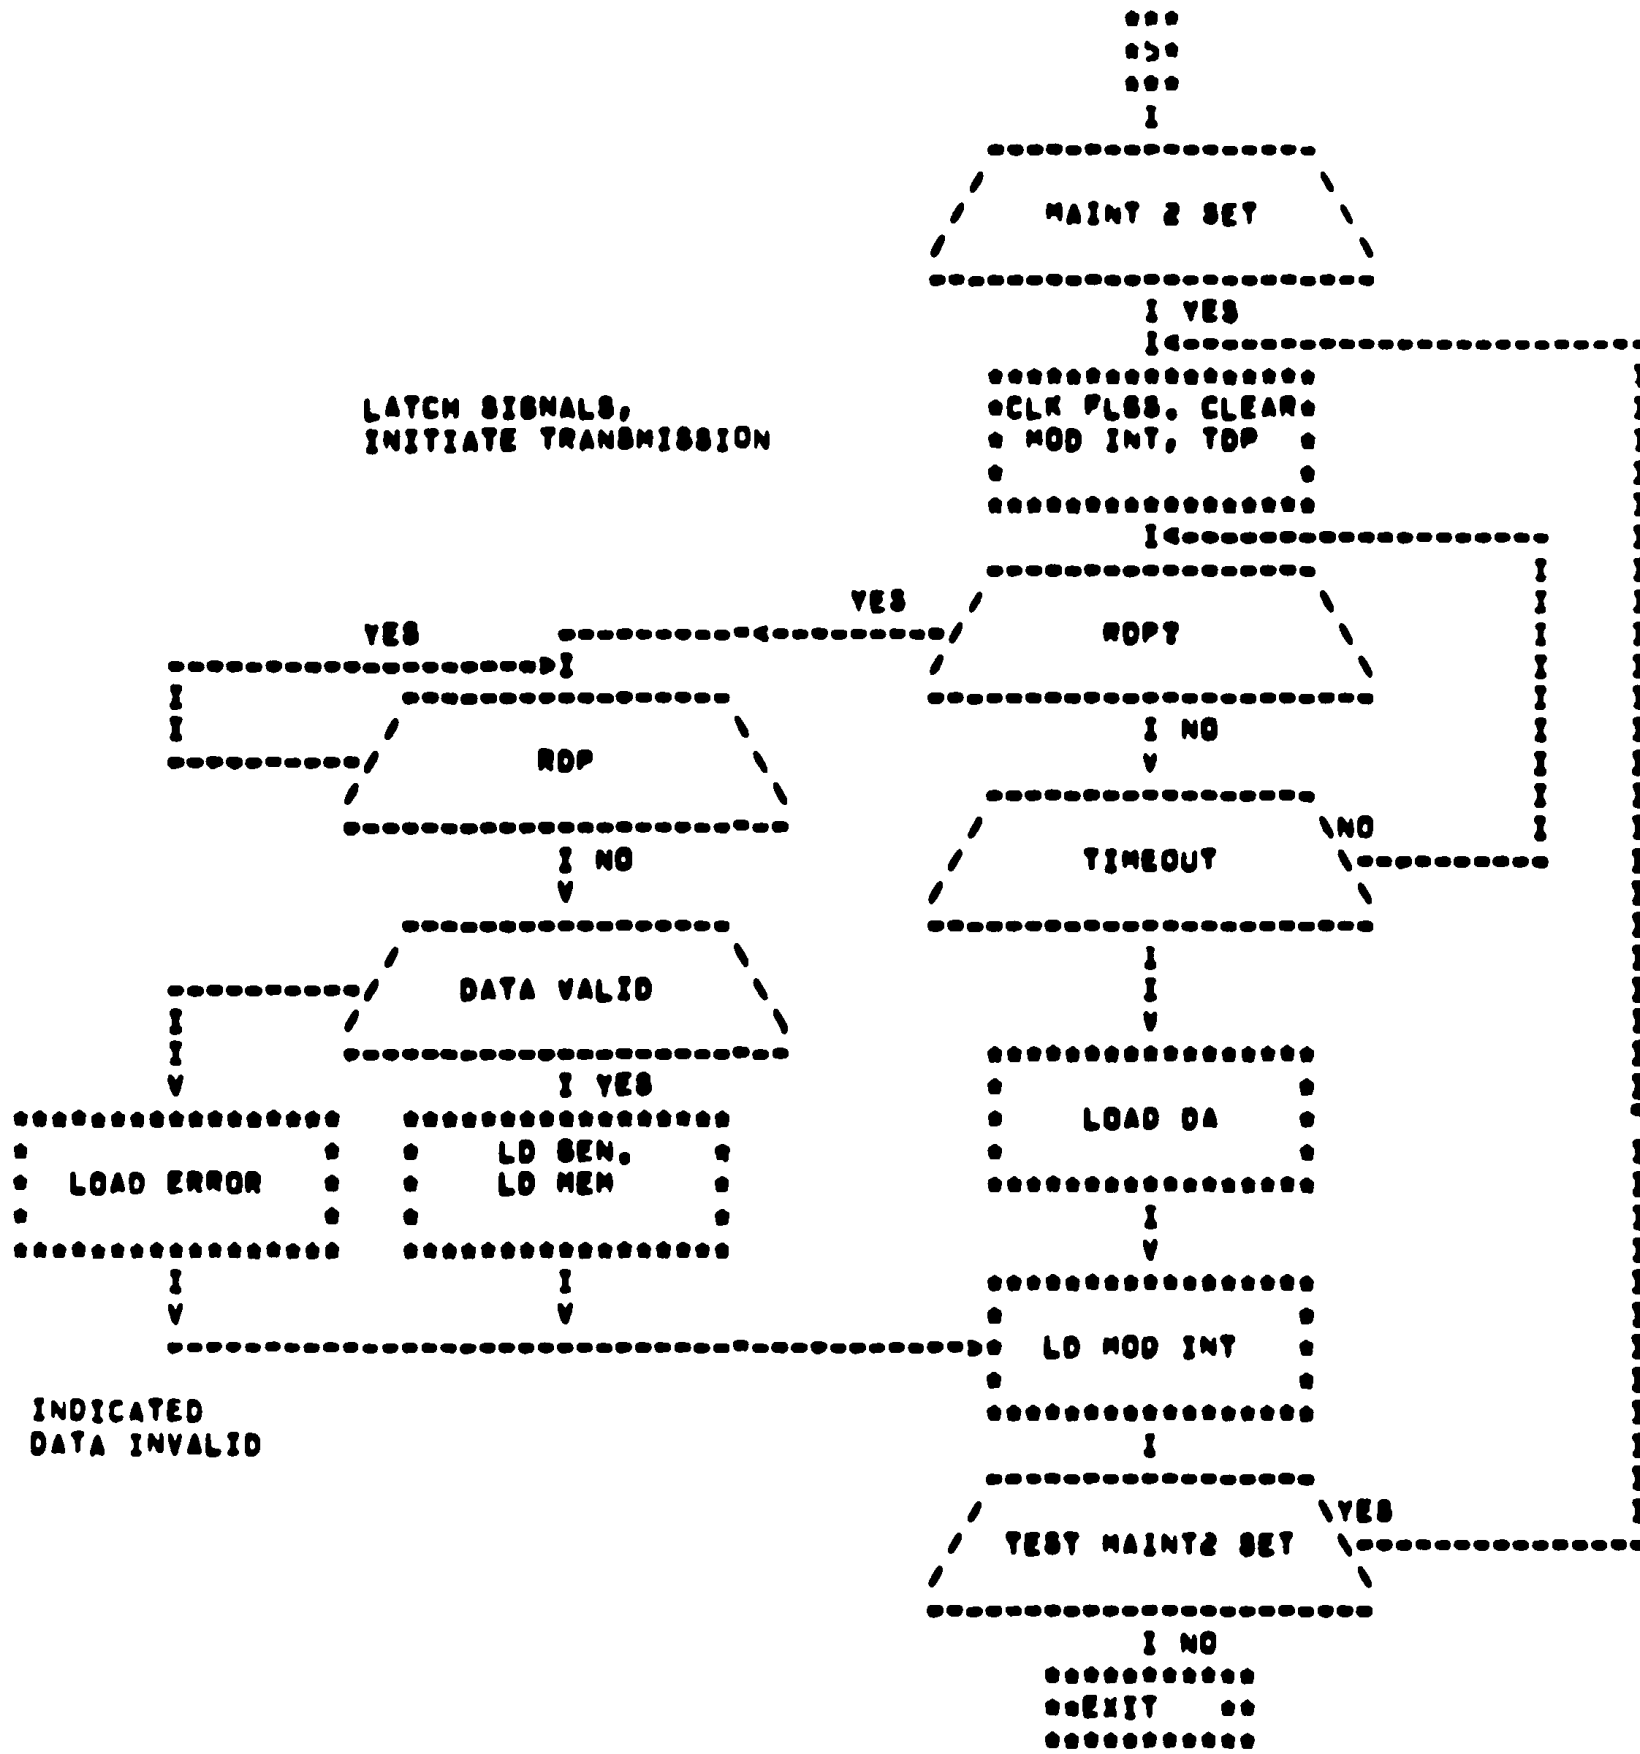 >
MAINT 2 SET
YES
LATCH SIGNALS,
INITIATE TRANSMISSION
CLK PLSS. CLEAR
MOD INT, TDP
YES
RDP?
YES
NO
RDP
NO
TIMEOUT
NO
DATA VALID
YES
LOAD DA
LOAD ERROR
LD SEN.
LD MEM
LD MOD INT
INDICATED
DATA INVALID
YES
TEST MAINT2 SET
NO
EXIT